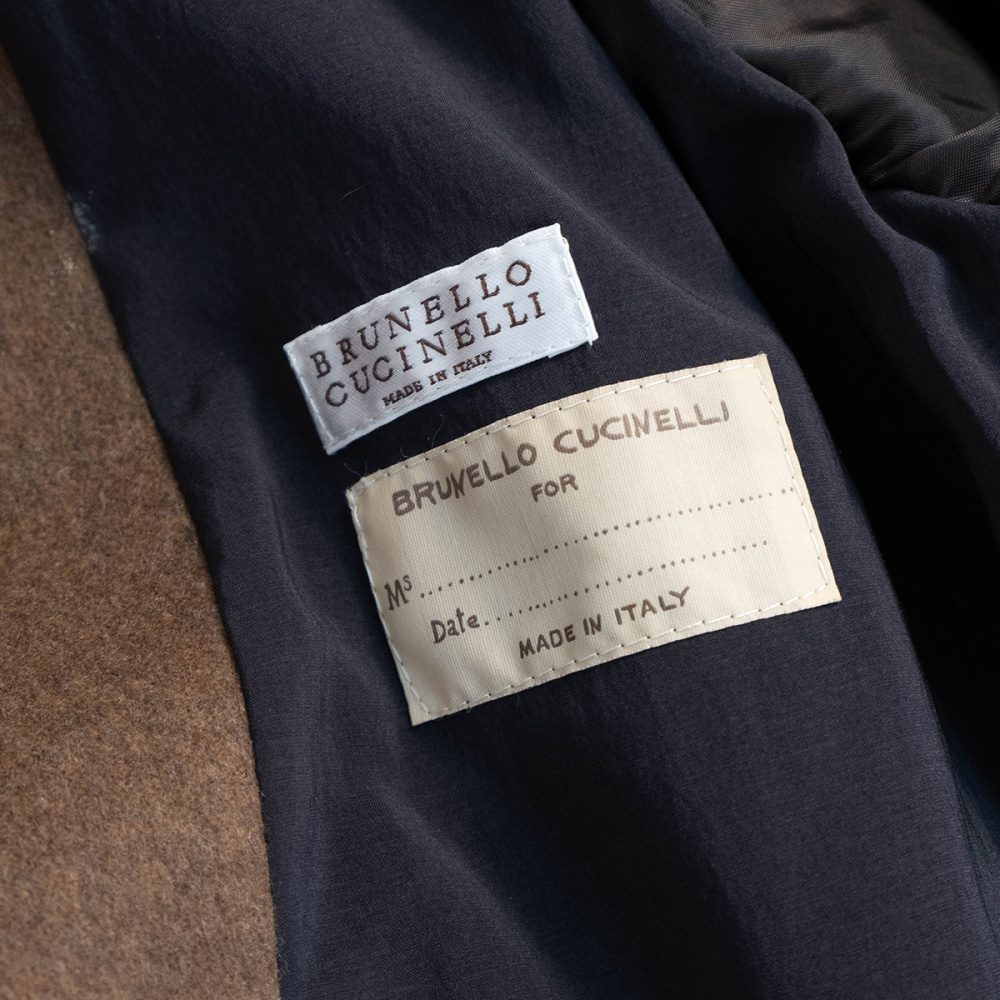 BRUNELLO
CUCINELLI
MADE IN ITALY
BRUNELLO CUCINELLI
FOR
Ms ..............................
Date..............................
MADE IN ITALY